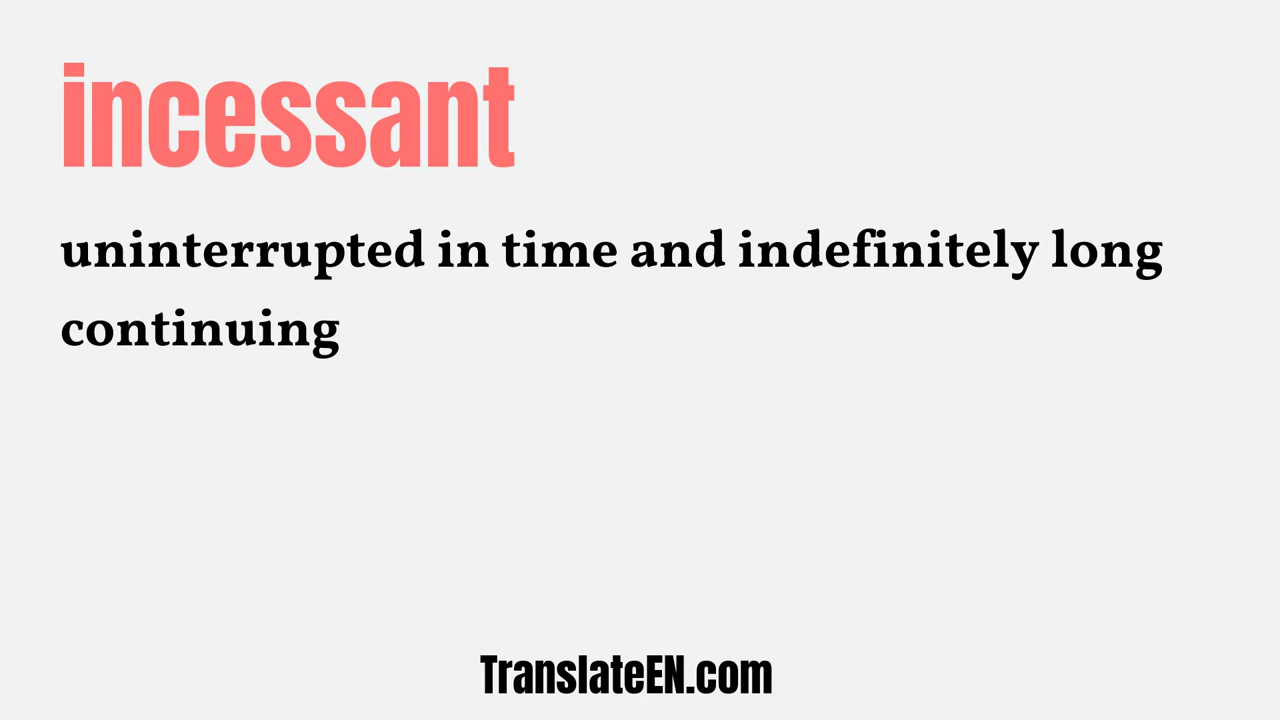 incessant
uninterrupted in time and indefinitely long
continuing
TranslateEN.com